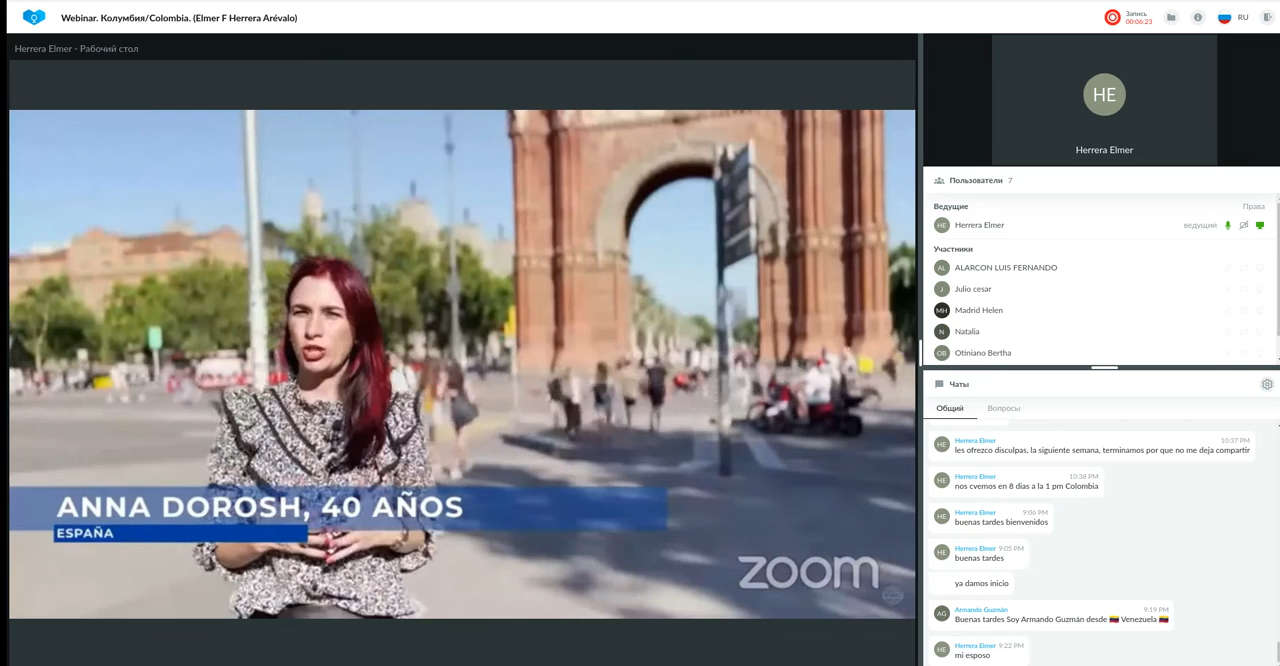 Webinar. Колумбия/Colombia. (Elmer F Herrera Arévalo)
Запись
00:06:23
RU
Herrera Elmer - Рабочий стол
ANNA DOROSH, 40 AÑOS
ESPAÑA
zoom
HE
Herrera Elmer
Пользователи 7
Ведущие Права
HE Herrera Elmer ведущий
Участники
AL ALARCON LUIS FERNANDO
J Julio cesar
MH Madrid Helen
N Natalia
OB Otiniano Bertha
Чаты
Общий Вопросы
HE Herrera Elmer 10:37 PM
les ofrezco disculpas, la siguiente semana, terminamos por que no me deja compartir
HE Herrera Elmer 10:38 PM
nos cvemos en 8 dias a la 1 pm Colombia
HE Herrera Elmer 9:06 PM
buenas tardes bienvenidos
HE Herrera Elmer 9:05 PM
buenas tardes
ya damos inicio
AG Armando Guzmán 9:19 PM
Buenas tardes Soy Armando Guzmán desde 🇻🇪 Venezuela 🇻🇪
HE Herrera Elmer 9:22 PM
mi esposo